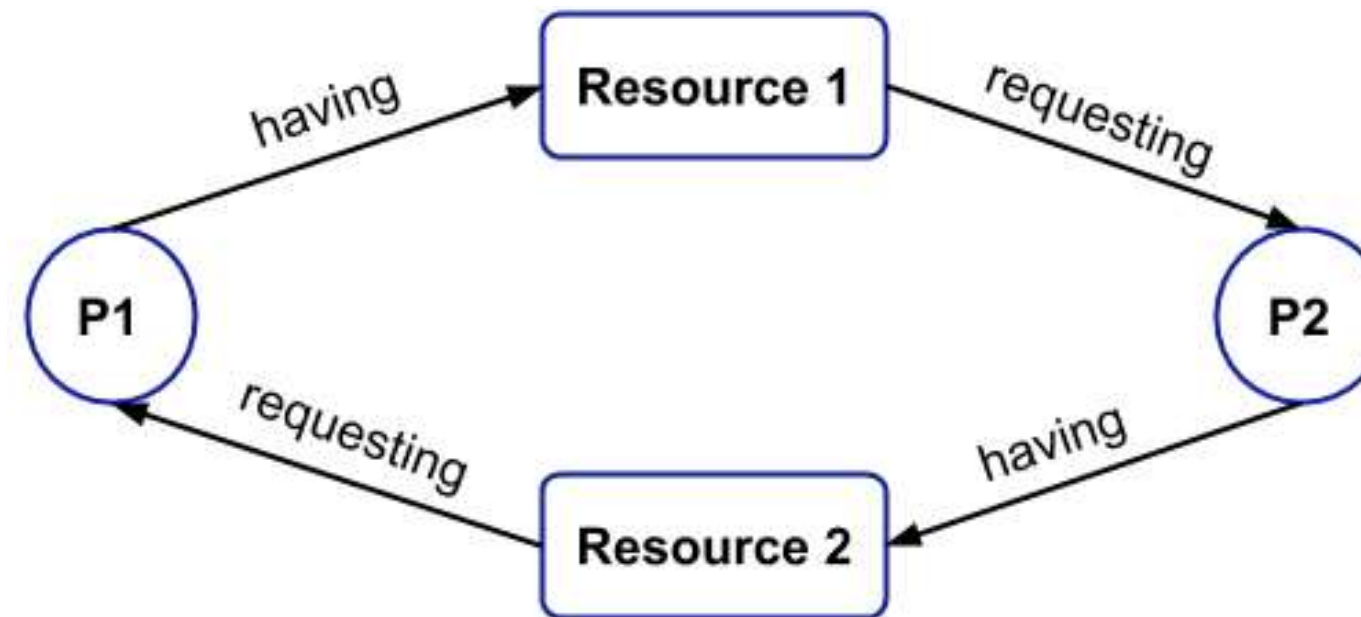 having
Resource 1
requesting
P1
P2
requesting
having
Resource 2